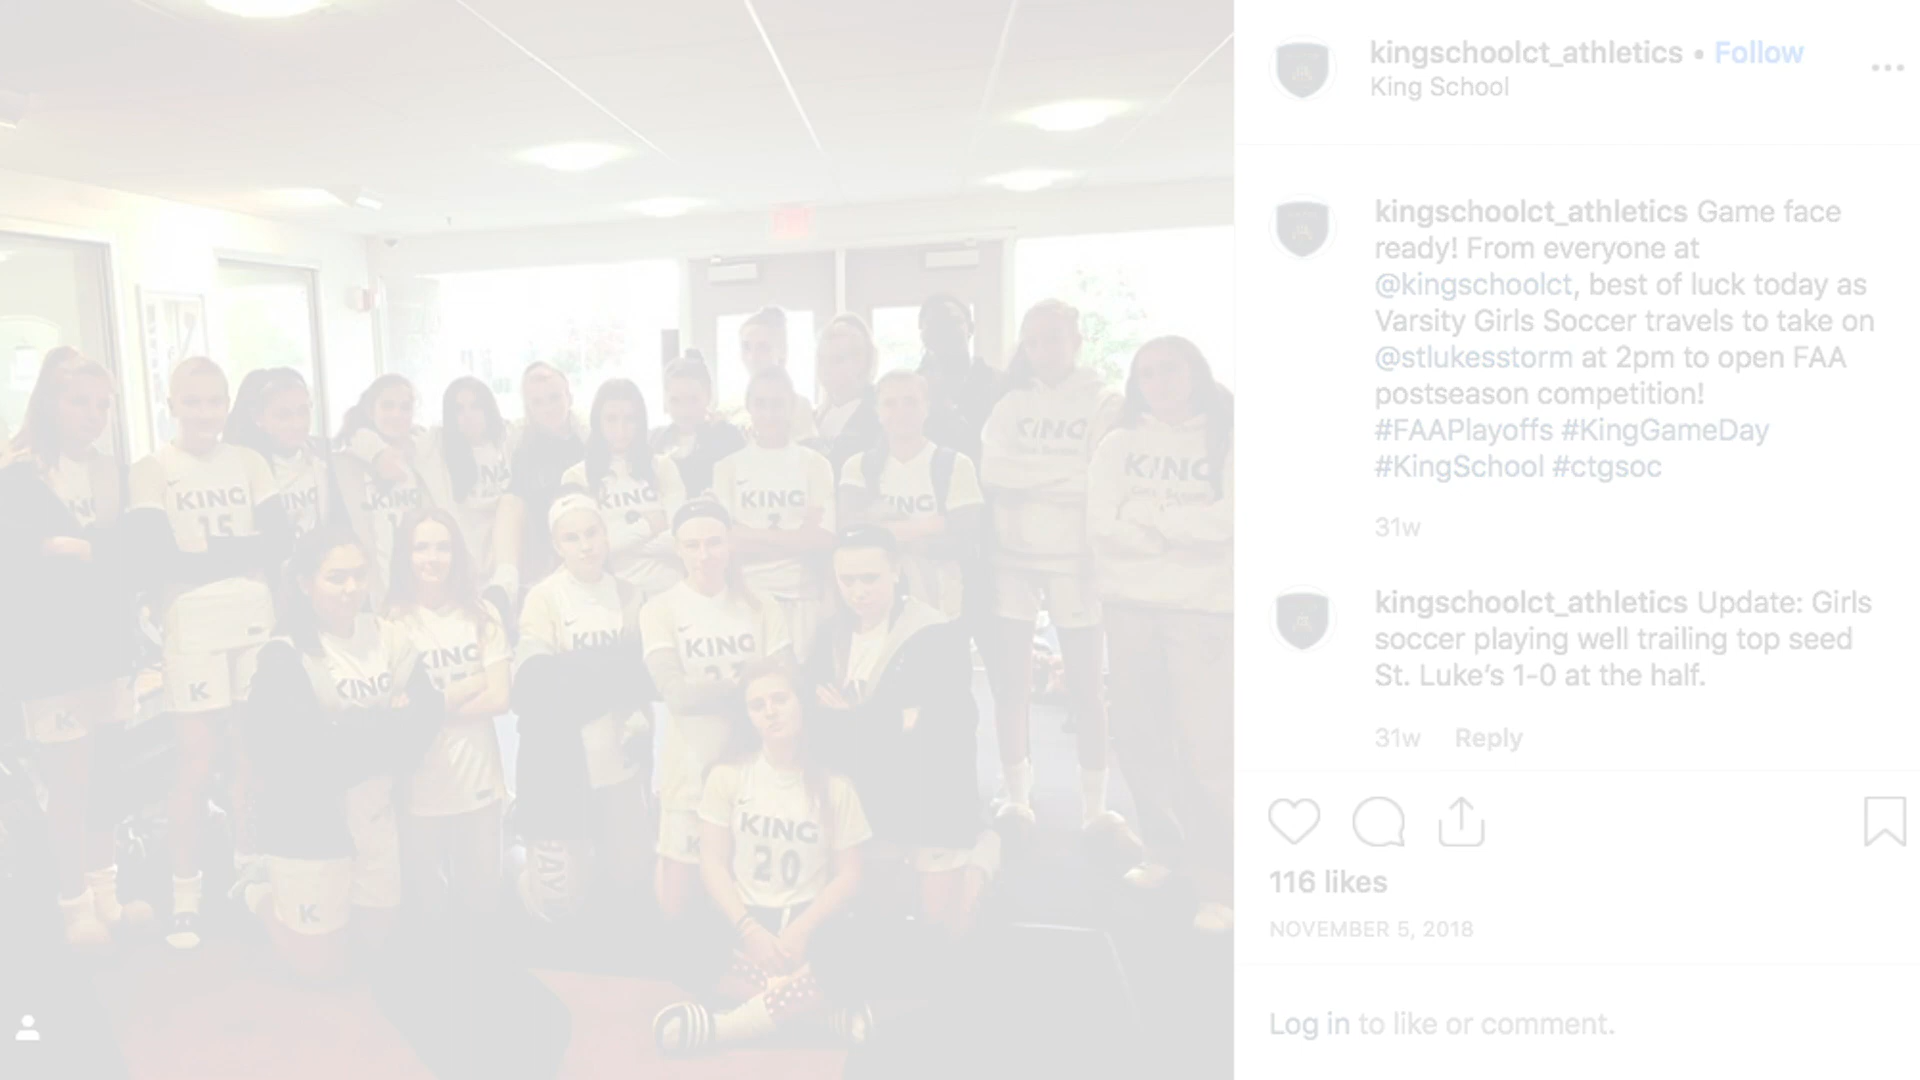 kingschoolct_athletics • Follow
King School
kingschoolct_athletics Game face
ready! From everyone at
@kingschoolct, best of luck today as
Varsity Girls Soccer travels to take on
@stlukesstorm at 2pm to open FAA
postseason competition!
#FAAPlayoffs #KingGameDay
#KingSchool #ctgsoc
31w
kingschoolct_athletics Update: Girls
soccer playing well trailing top seed
St. Luke’s 1-0 at the half.
31w Reply
116 likes
NOVEMBER 5, 2018
Log in to like or comment.
KING
KING
KING
15
KING
KING
KING
KING
KING
KING
KING
KING
K
K
KING
20
K
K